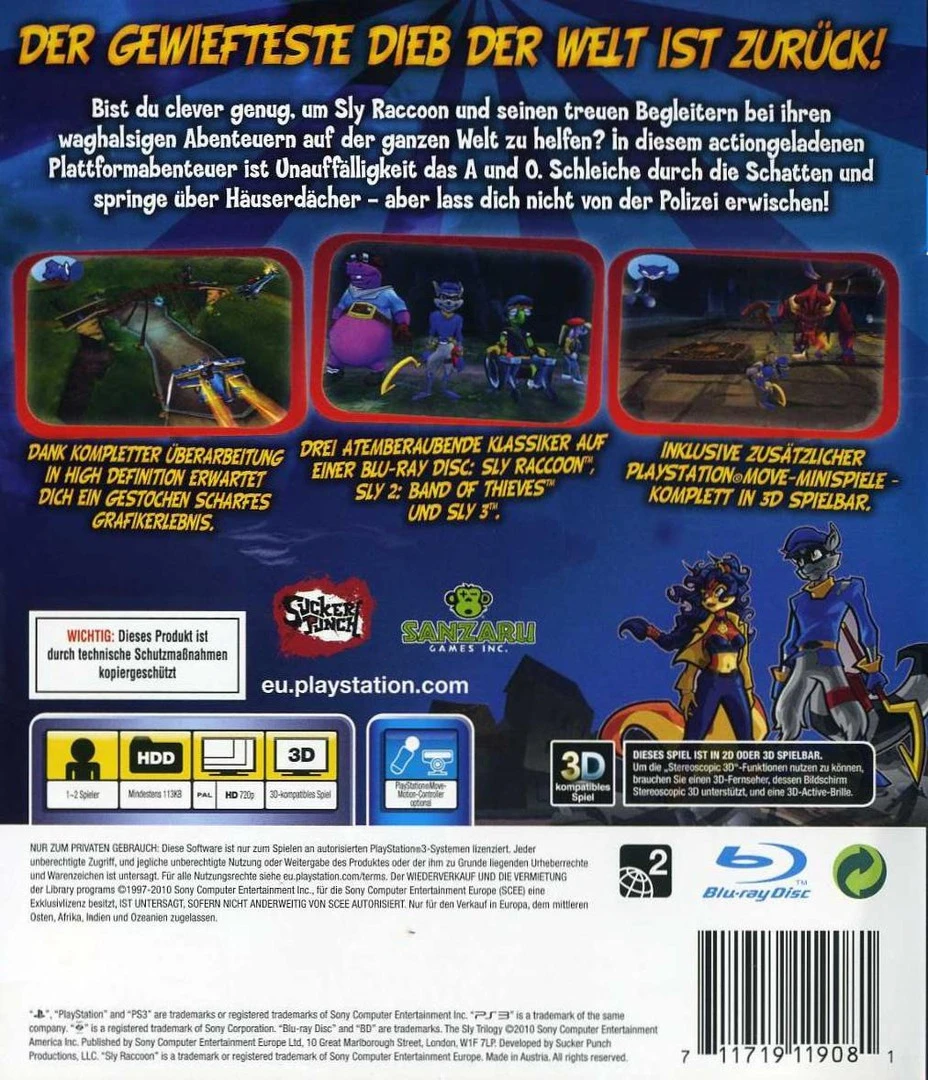 DER GEWIEFTESTE DIEB DER WELT IST ZURÜCK!
Bist du clever genug, um Sly Raccoon und seinen treuen Begleitern bei ihren
waghalsigen Abenteuern auf der ganzen Welt zu helfen? In diesem actiongeladenen
Plattformabenteuer ist Unauffälligkeit das A und O. Schleiche durch die Schatten und
springe über Häuserdächer – aber lass dich nicht von der Polizei erwischen!
DANK KOMPLETTER ÜBERARBEITUNG
IN HIGH DEFINITION ERWARTET
DICH EIN GESTOCHEN SCHARFES
GRAFIKERLEBNIS.
DREI ATEMBERAUBENDE KLASSIKER AUF
EINER BLU-RAY DISC: SLY RACCOON™,
SLY 2: BAND OF THIEVES™
UND SLY 3™.
INKLUSIVE ZUSÄTZLICHER
PLAYSTATION®MOVE-MINISPIELE -
KOMPLETT IN 3D SPIELBAR.
WICHTIG: Dieses Produkt ist
durch technische Schutzmaßnahmen
kopiergeschützt
SUCKER
PUNCH
SANZARU
GAMES INC.
eu.playstation.com
HDD
3D
1-2 Spieler
Mindestens 113KB
PAL
HD 720p
3D-kompatibles Spiel
PlayStation®Move-
Motion-Controller
optional
3D
kompatibles
Spiel
DIESES SPIEL IST IN 2D ODER 3D SPIELBAR.
Um die „Stereoscopic 3D“-Funktionen nutzen zu können,
brauchen Sie einen 3D-Fernseher, dessen Bildschirm
Stereoscopic 3D unterstützt, und eine 3D-Active-Brille.
NUR ZUM PRIVATEN GEBRAUCH: Diese Software ist nur zum Spielen an autorisierten PlayStation®3-Systemen lizenziert. Jeder
unberechtigte Zugriff, und jegliche unberechtigte Nutzung oder Weitergabe des Produktes oder der ihm zu Grunde liegenden Urheberrechte
und Warenzeichen ist untersagt. Für alle Nutzungsrechte siehe eu.playstation.com/terms. Der WIEDERVERKAUF UND DIE VERMIETUNG
der Library programs ©1997-2010 Sony Computer Entertainment Inc., für die Sony Computer Entertainment Europe (SCEE) eine
Exklusivlizenz besitzt, IST UNTERSAGT, SOFERN NICHT ANDERWEITIG VON SCEE AUTORISIERT. Nur für den Verkauf in Europa, dem mittleren
Osten, Afrika, Indien und Ozeanien zugelassen.
2
Blu-ray Disc™
" ", "PlayStation" and "PS3" are trademarks or registered trademarks of Sony Computer Entertainment Inc. "PS3" is a trademark of the same
company. " " is a registered trademark of Sony Corporation. "Blu-ray Disc" and "BD" are trademarks. The Sly Trilogy ©2010 Sony Computer Entertainment
America Inc. Published by Sony Computer Entertainment Europe Ltd, 10 Great Marlborough Street, London, W1F 7LP. Developed by Sucker Punch
Productions, LLC. "Sly Raccoon" is a trademark or registered trademark of Sony Computer Entertainment Europe. Made in Austria. All rights reserved.
7 11719 11908 1